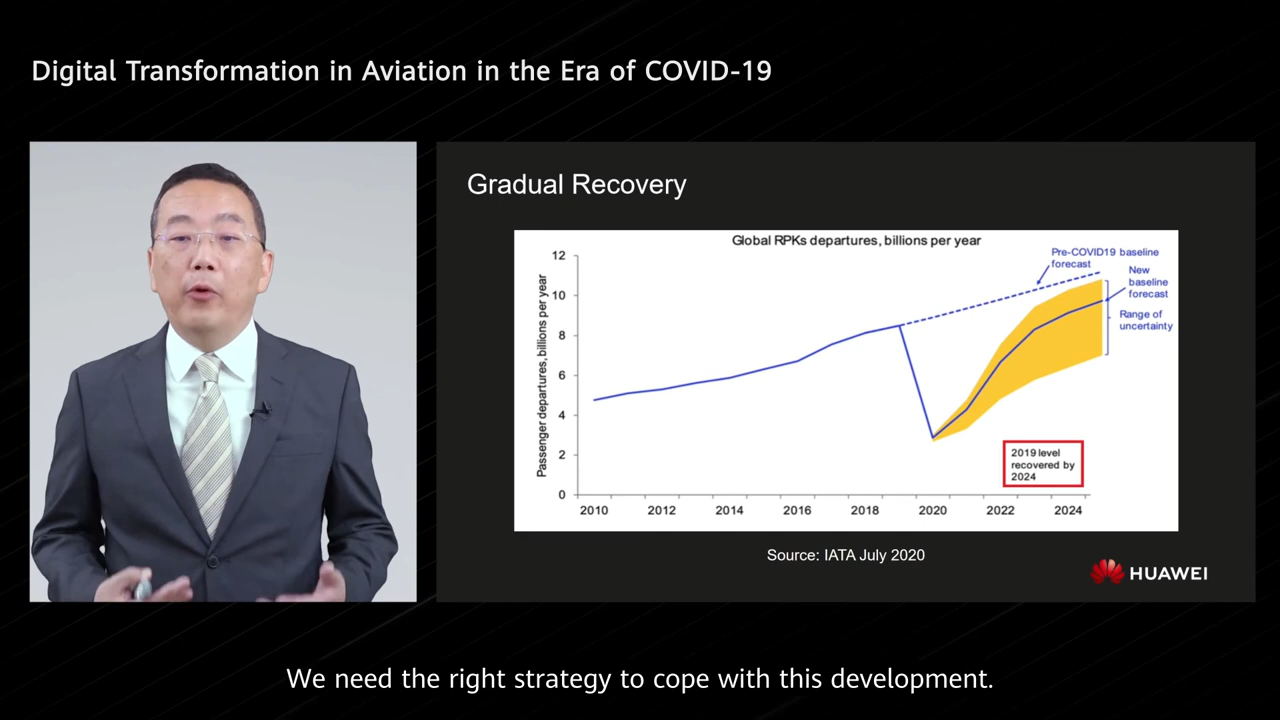 Digital Transformation in Aviation in the Era of COVID-19
Gradual Recovery
Global RPKs departures, billions per year
Passenger departures, billions per year
12
10
8
6
4
2
0
2010
2012
2014
2016
2018
2020
2022
2024
Pre-COVID19 baseline
forecast
New
baseline
forecast
Range of
uncertainty
2019 level
recovered by
2024
Source: IATA July 2020
HUAWEI
We need the right strategy to cope with this development.